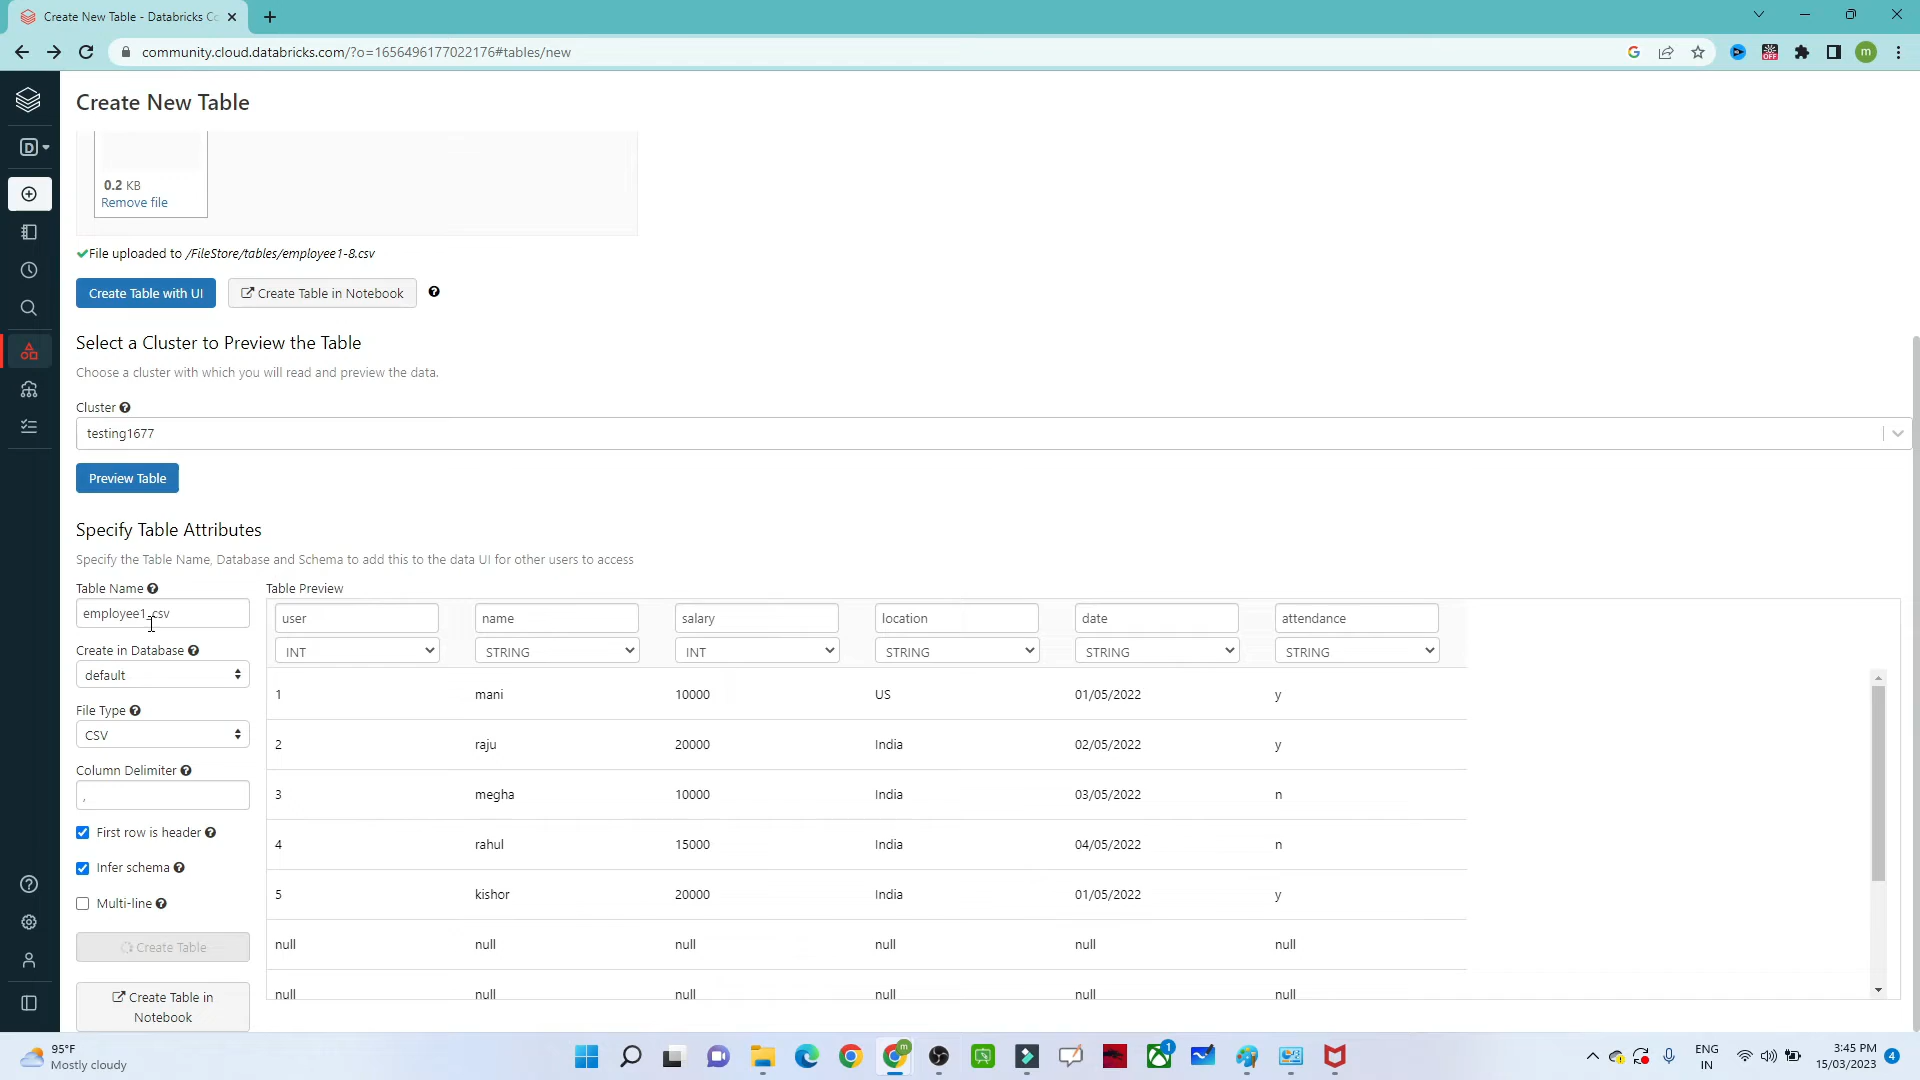 Create New Table - Databricks Co
community.cloud.databricks.com/?o=1656496177022176#tables/new
m
Create New Table
D
0.2 KB
Remove file
File uploaded to /FileStore/tables/employee1-8.csv
Create Table with UI
Create Table in Notebook
Select a Cluster to Preview the Table
Choose a cluster with which you will read and preview the data.
Cluster
testing1677
Preview Table
Specify Table Attributes
Specify the Table Name, Database and Schema to add this to the data UI for other users to access
Table Name
employee1_csv
Create in Database
default
File Type
CSV
Column Delimiter
,
First row is header
Infer schema
Multi-line
Create Table
Create Table in
Notebook
Table Preview
user name salary location date attendance
INT STRING INT STRING STRING STRING
1 mani 10000 US 01/05/2022 y
2 raju 20000 India 02/05/2022 y
3 megha 10000 India 03/05/2022 n
4 rahul 15000 India 04/05/2022 n
5 kishor 20000 India 01/05/2022 y
null null null null null null
null null null null null null
95°F
Mostly cloudy
m
1
ENG
IN
3:45 PM
15/03/2023
4